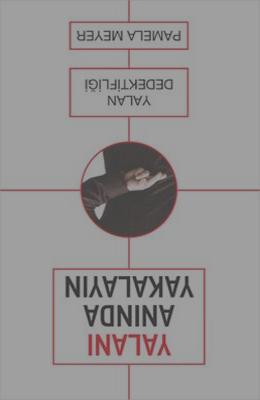 YALANI
ANINDA
YAKALAYIN
YALAN
DEDEKTİFLİĞİ
PAMELA MEYER